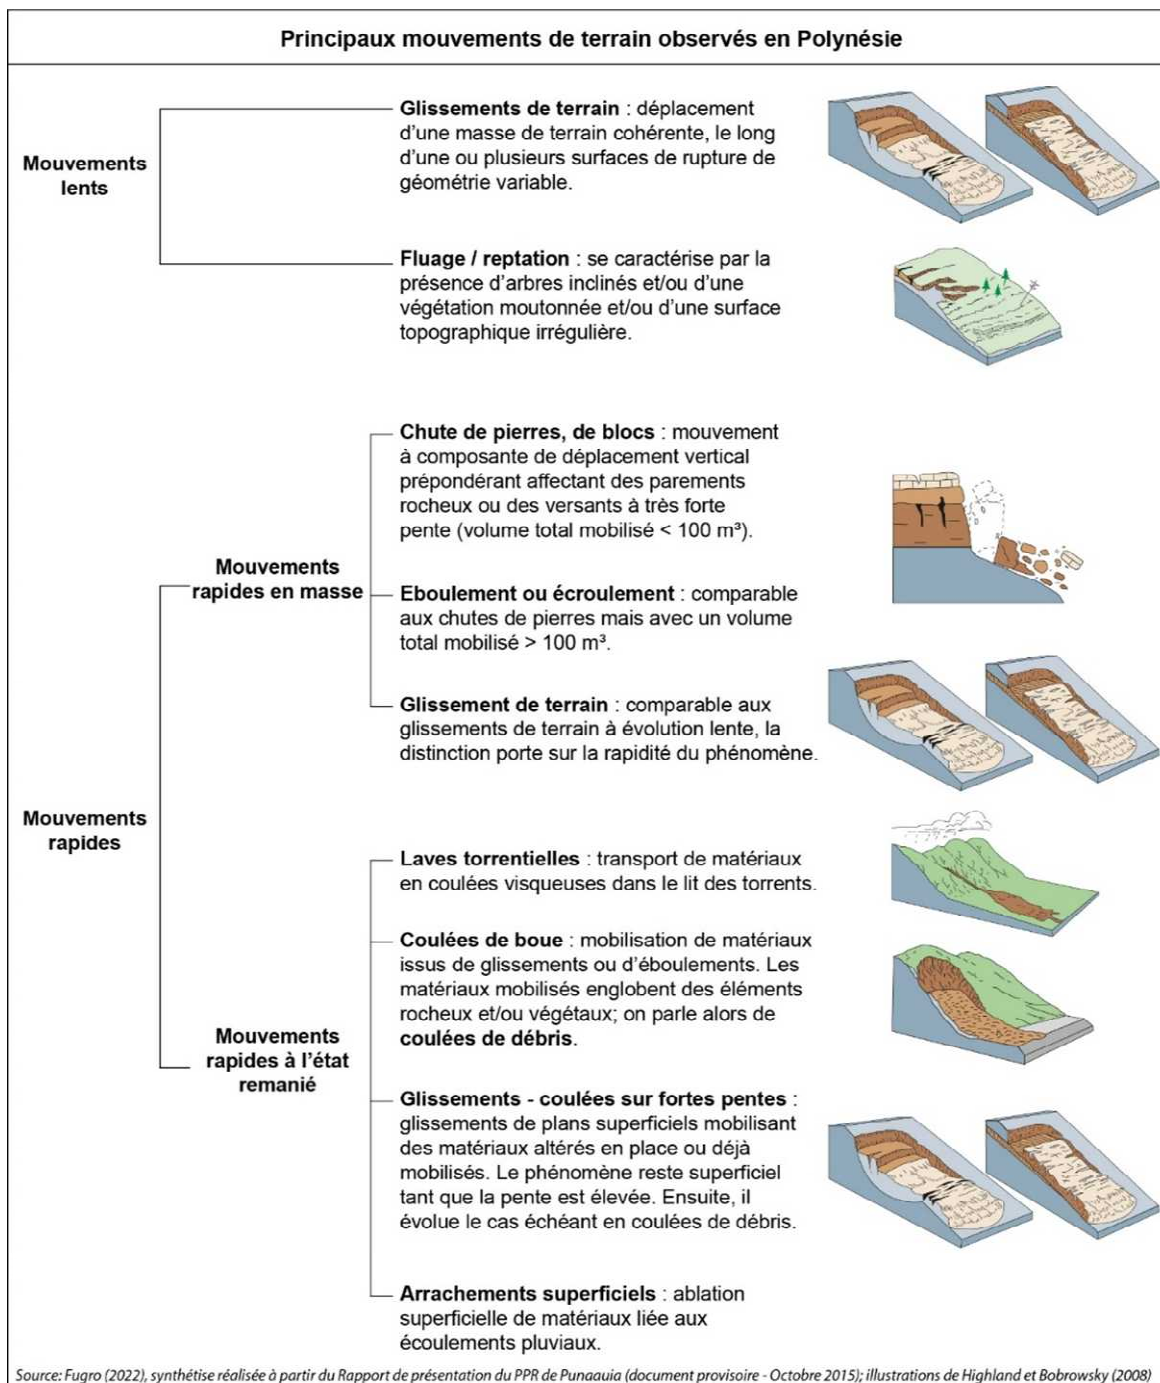 Principaux mouvements de terrain observés en Polynésie
Mouvements
lents
Glissements de terrain : déplacement
d'une masse de terrain cohérente, le long
d'une ou plusieurs surfaces de rupture de
géométrie variable.
Fluage / reptation : se caractérise par la
présence d'arbres inclinés et/ou d'une
végétation moutonnée et/ou d'une surface
topographique irrégulière.
Mouvements
rapides
Mouvements
rapides en masse
Chute de pierres, de blocs : mouvement
à composante de déplacement vertical
prépondérant affectant des parements
rocheux ou des versants à très forte
pente (volume total mobilisé < 100 m³).
Eboulement ou écroulement : comparable
aux chutes de pierres mais avec un volume
total mobilisé > 100 m³.
Glissement de terrain : comparable aux
glissements de terrain à évolution lente, la
distinction porte sur la rapidité du phénomène.
Mouvements
rapides à l'état
remanié
Laves torrentielles : transport de matériaux
en coulées visqueuses dans le lit des torrents.
Coulées de boue : mobilisation de matériaux
issus de glissements ou d'éboulements. Les
matériaux mobilisés englobent des éléments
rocheux et/ou végétaux; on parle alors de
coulées de débris.
Glissements - coulées sur fortes pentes :
glissements de plans superficiels mobilisant
des matériaux altérés en place ou déjà
mobilisés. Le phénomène reste superficiel
tant que la pente est élevée. Ensuite, il
évolue le cas échéant en coulées de débris.
Arrachements superficiels : ablation
superficielle de matériaux liée aux
écoulements pluviaux.
Source: Fugro (2022), synthétise réalisée à partir du Rapport de présentation du PPR de Punaauia (document provisoire - Octobre 2015); illustrations de Highland et Bobrowsky (2008)